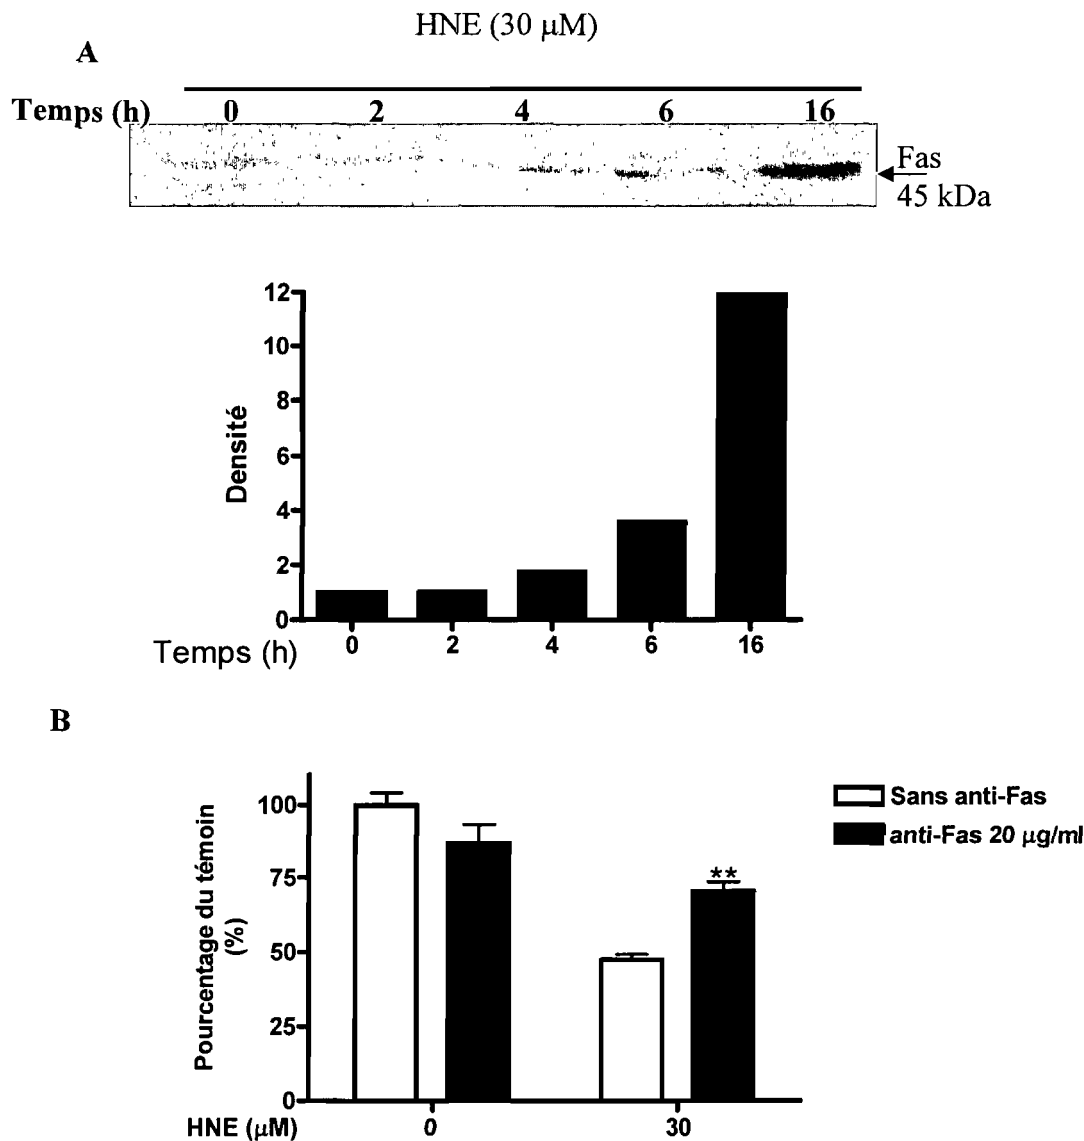 HNE (30 µM)
A
Temps (h) 0 2 4 6 16
Fas
45 kDa
12
10
8
6
4
2
0
Densité
Temps (h) 0 2 4 6 16
B
100
75
50
25
0
Pourcentage du témoin
(%)
**
Sans anti-Fas
anti-Fas 20 µg/ml
HNE (µM) 0 30